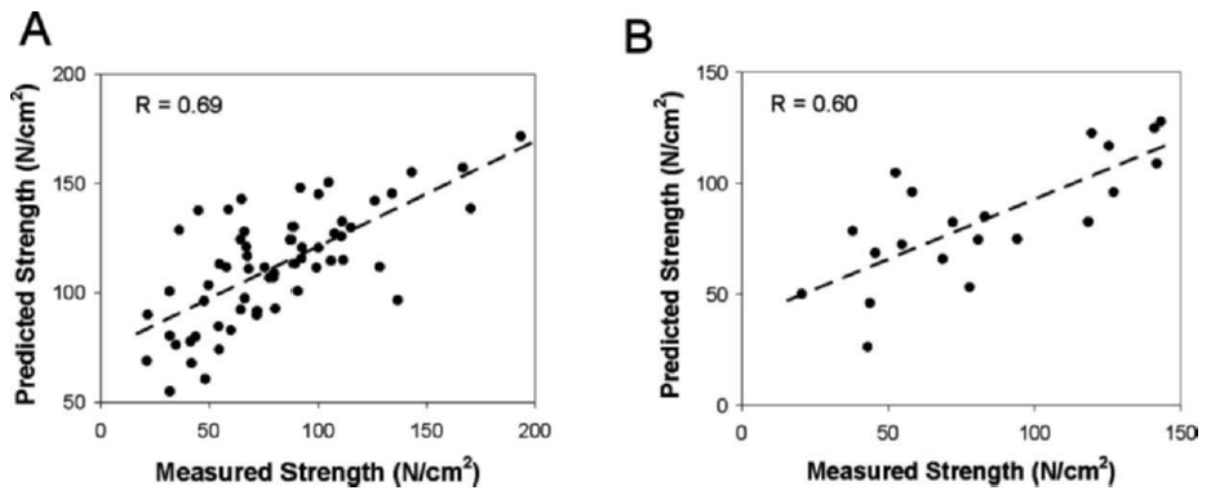 A
Predicted Strength (N/cm²)
200
150
100
50
R = 0.69
0
50
100
150
200
Measured Strength (N/cm²)
B
Predicted Strength (N/cm²)
150
100
50
0
R = 0.60
0
50
100
150
Measured Strength (N/cm²)